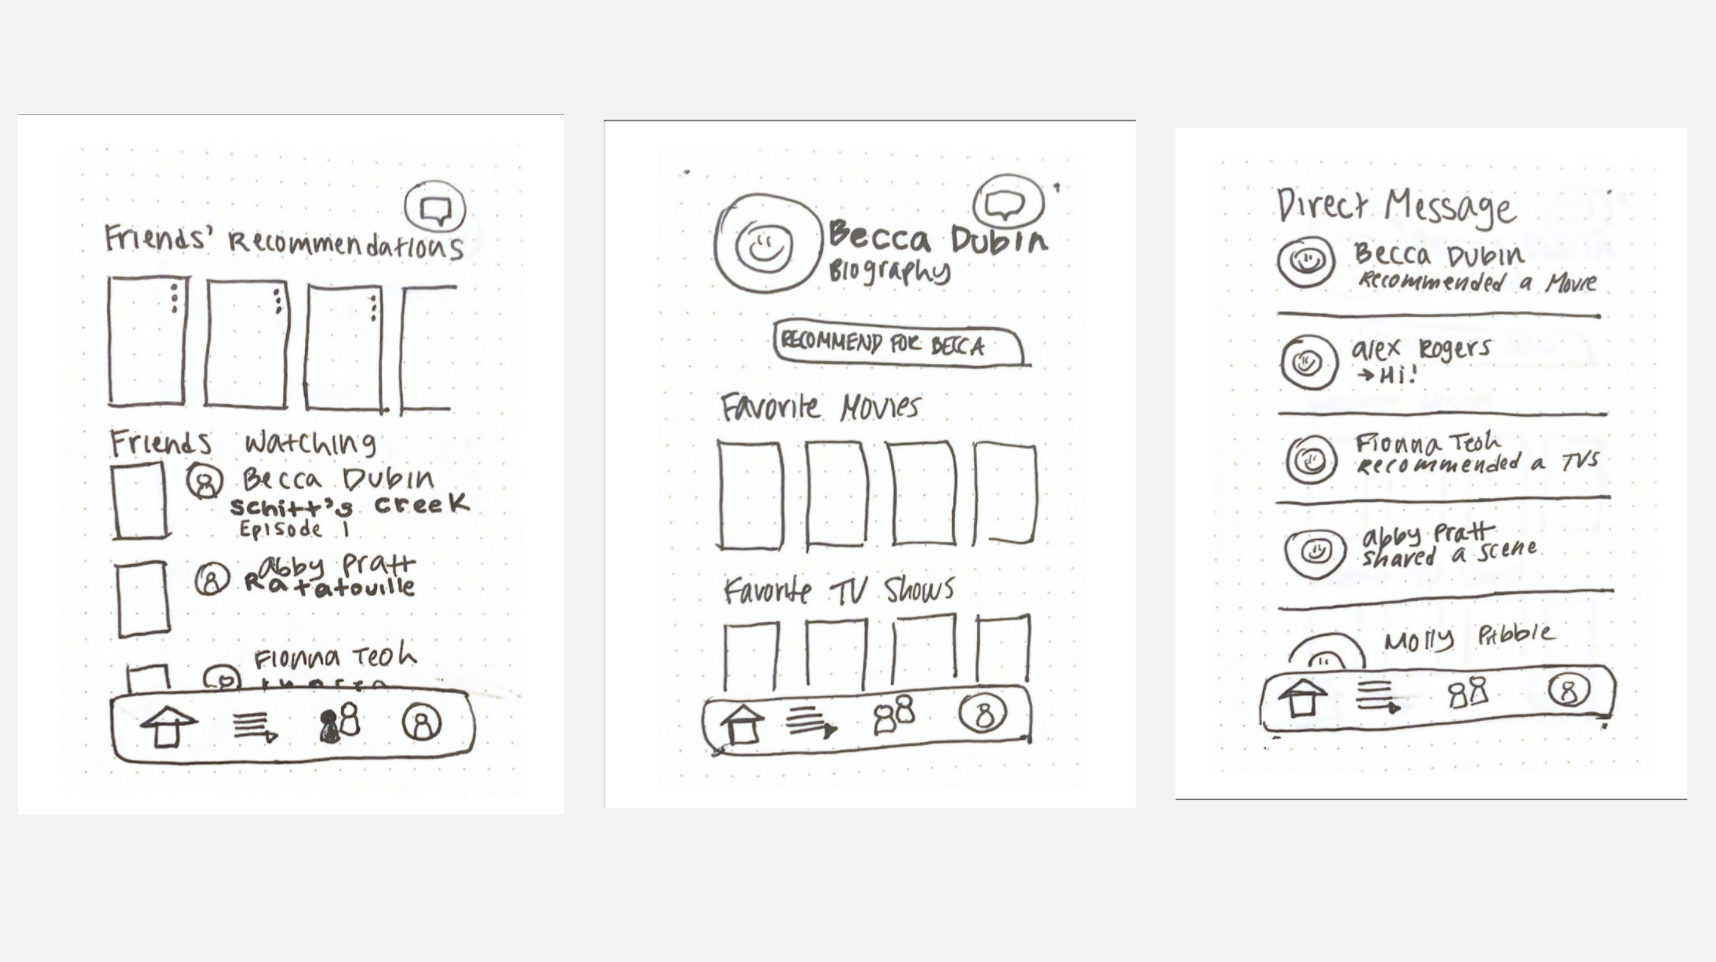 Friends' Recommendations
Friends Watching
Becca Dubin
Schitt's Creek
Episode 1
abby pratt
Ratatouille
Fionna Teoh
Becca Dubin
Biography
RECOMMEND FOR BECCA
Favorite Movies
Favorite TV Shows
Direct Message
Becca Dubin
Recommended a Movie
alex Rogers
→Hi!
Fionna Teoh
recommended a TVS
abby pratt
shared a scene
Molly Pribble